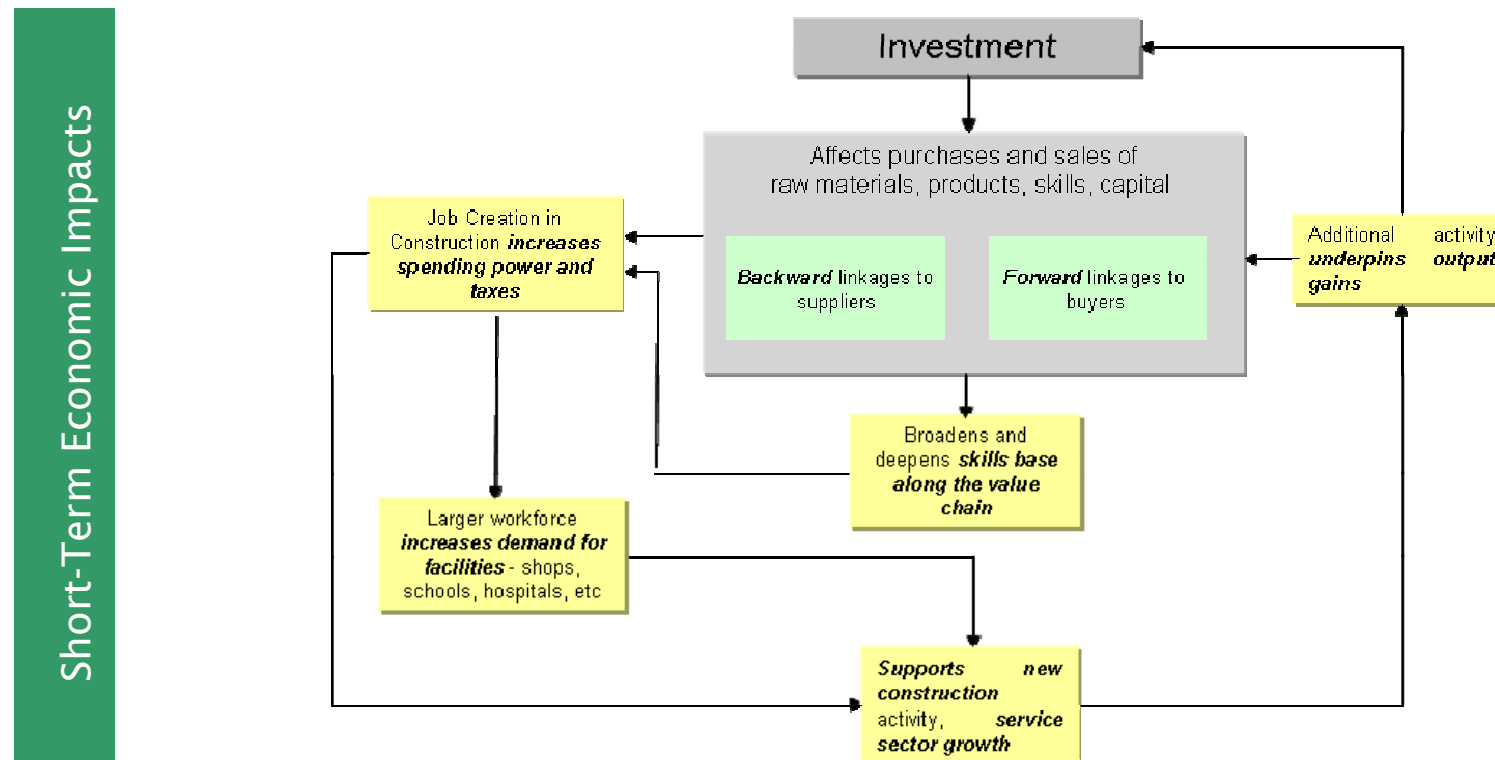 Short-Term Economic Impacts
Investment
Affects purchases and sales of
raw materials, products, skills, capital
Backward linkages to
suppliers
Forward linkages to
buyers
Job Creation in
Construction increases
spending power and
taxes
Additional activity
underpins output
gains
Broadens and
deepens skills base
along the value
chain
Larger workforce
increases demand for
facilities - shops,
schools, hospitals, etc
Supports new
construction
activity, service
sector growth